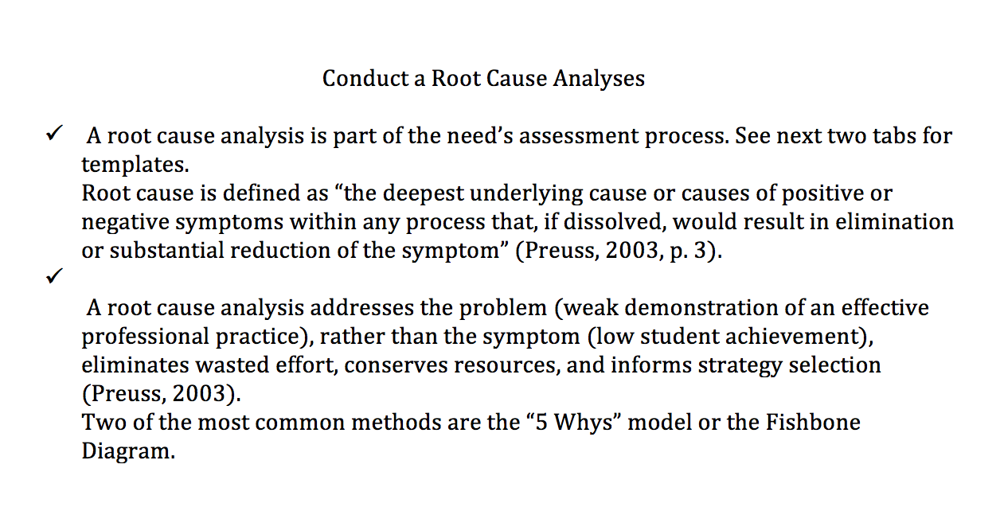 Conduct a Root Cause Analyses
✓ A root cause analysis is part of the need’s assessment process. See next two tabs for
templates.
Root cause is defined as “the deepest underlying cause or causes of positive or
negative symptoms within any process that, if dissolved, would result in elimination
or substantial reduction of the symptom” (Preuss, 2003, p. 3).
✓
A root cause analysis addresses the problem (weak demonstration of an effective
professional practice), rather than the symptom (low student achievement),
eliminates wasted effort, conserves resources, and informs strategy selection
(Preuss, 2003).
Two of the most common methods are the “5 Whys” model or the Fishbone
Diagram.